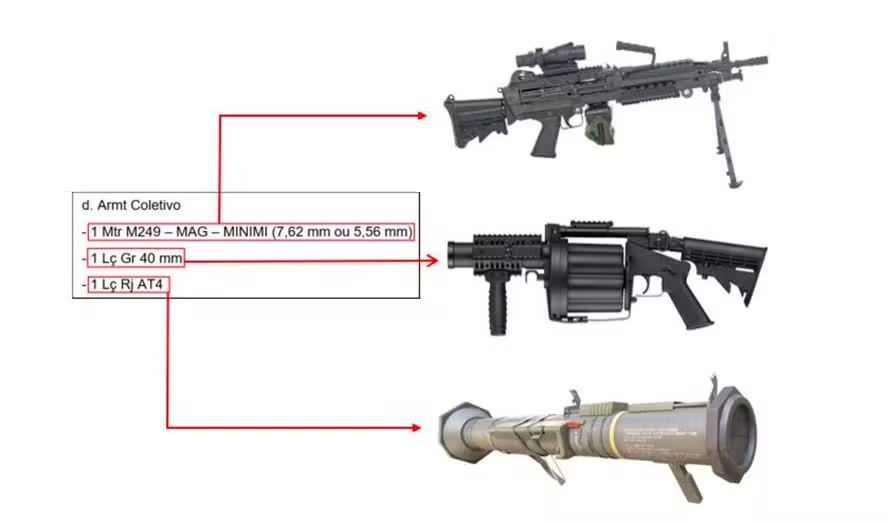 d. Armt Coletivo
- 1 Mtr M249 – MAG – MINIMI (7,62 mm ou 5,56 mm)
- 1 Lç Gr 40 mm
- 1 Lç Rj AT4